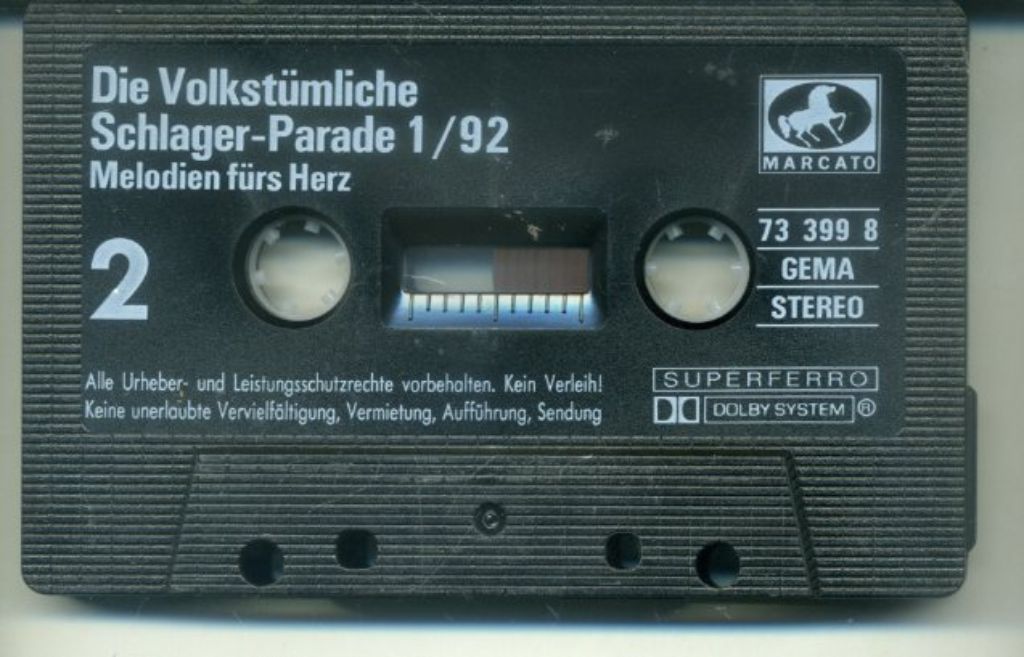 Die Volkstümliche
Schlager-Parade 1/92
Melodien fürs Herz
MARCATO
2
73 399 8
GEMA
STEREO
Alle Urheber- und Leistungsschutzrechte vorbehalten. Kein Verleih!
Keine unerlaubte Vervielfältigung, Vermietung, Aufführung, Sendung
SUPERFERRO
DOLBY SYSTEM ®